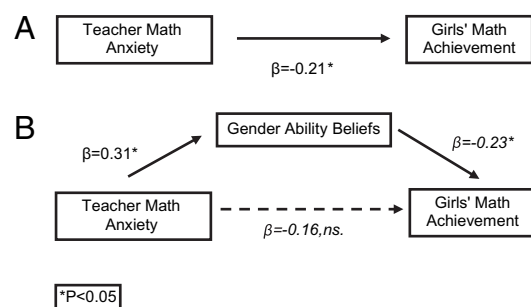 A
Teacher Math
Anxiety
Girls' Math
Achievement
β=-0.21*
B
Gender Ability Beliefs
β=0.31*
β=-0.23*
Teacher Math
Anxiety
Girls' Math
Achievement
β=-0.16,ns.
*P<0.05